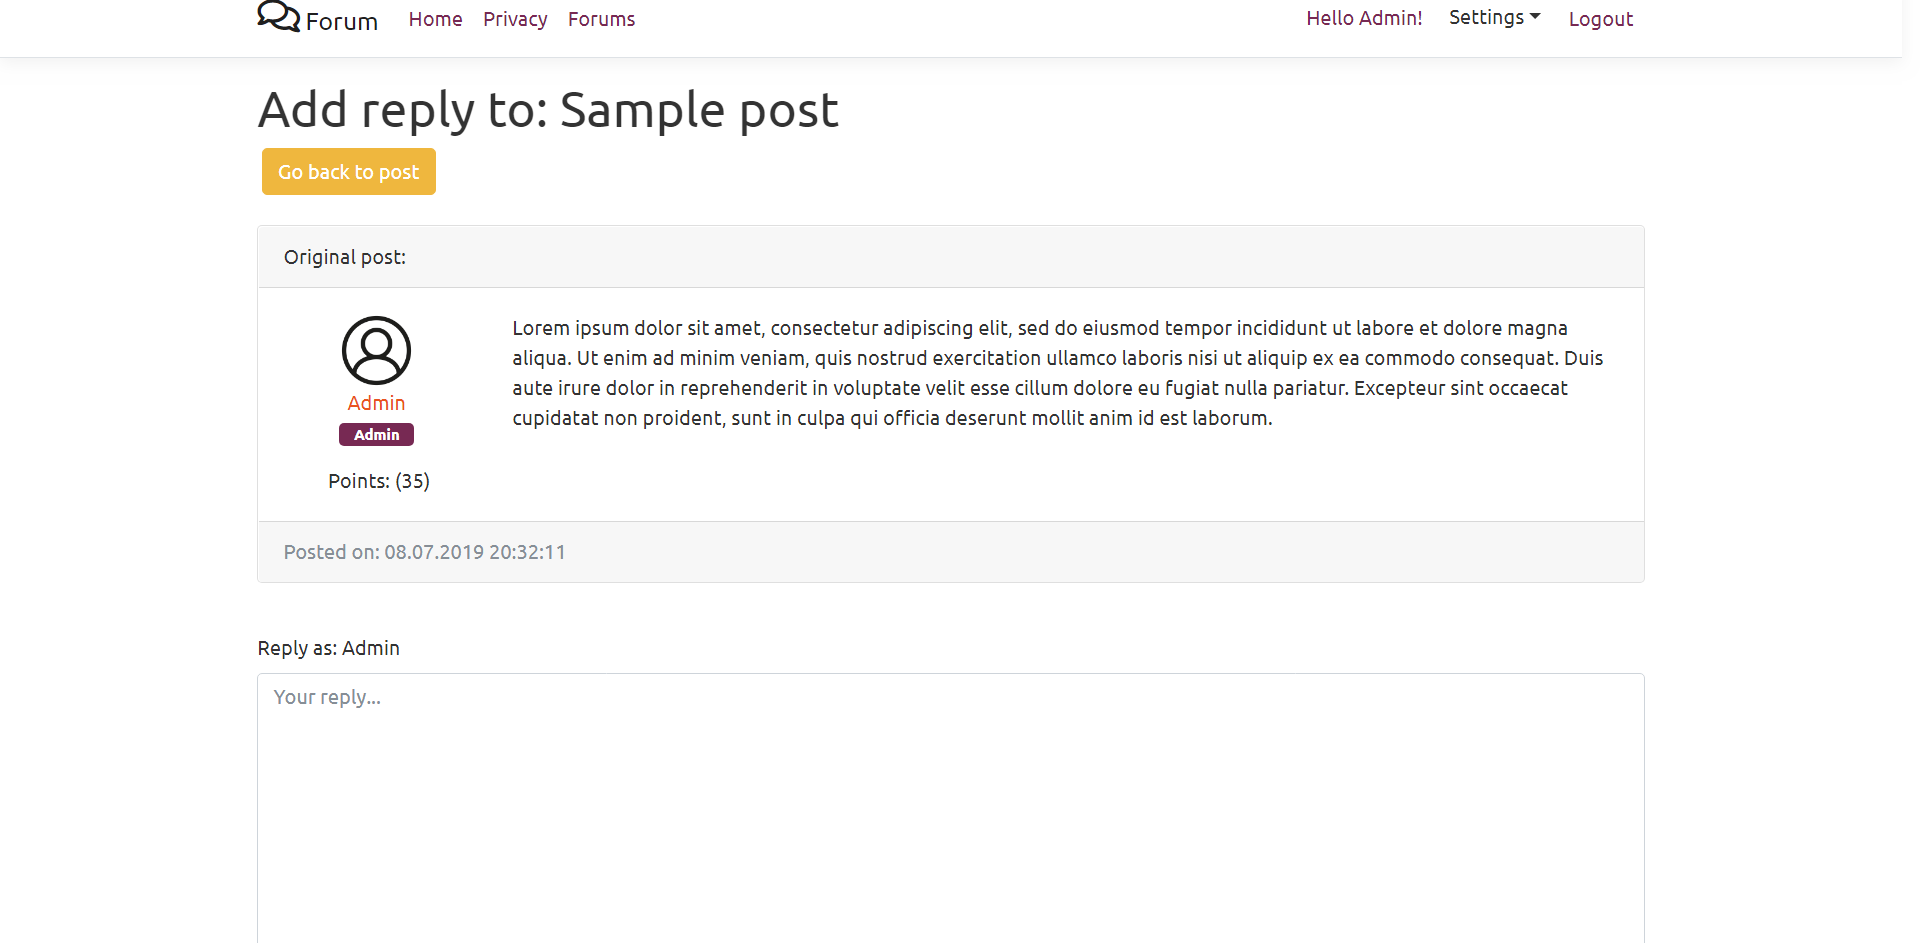 Forum Home Privacy Forums Hello Admin! Settings Logout
Add reply to: Sample post
Go back to post
Original post:
Lorem ipsum dolor sit amet, consectetur adipiscing elit, sed do eiusmod tempor incididunt ut labore et dolore magna
aliqua. Ut enim ad minim veniam, quis nostrud exercitation ullamco laboris nisi ut aliquip ex ea commodo consequat. Duis
aute irure dolor in reprehenderit in voluptate velit esse cillum dolore eu fugiat nulla pariatur. Excepteur sint occaecat
cupidatat non proident, sunt in culpa qui officia deserunt mollit anim id est laborum.
Admin
Admin
Points: (35)
Posted on: 08.07.2019 20:32:11
Reply as: Admin
Your reply...